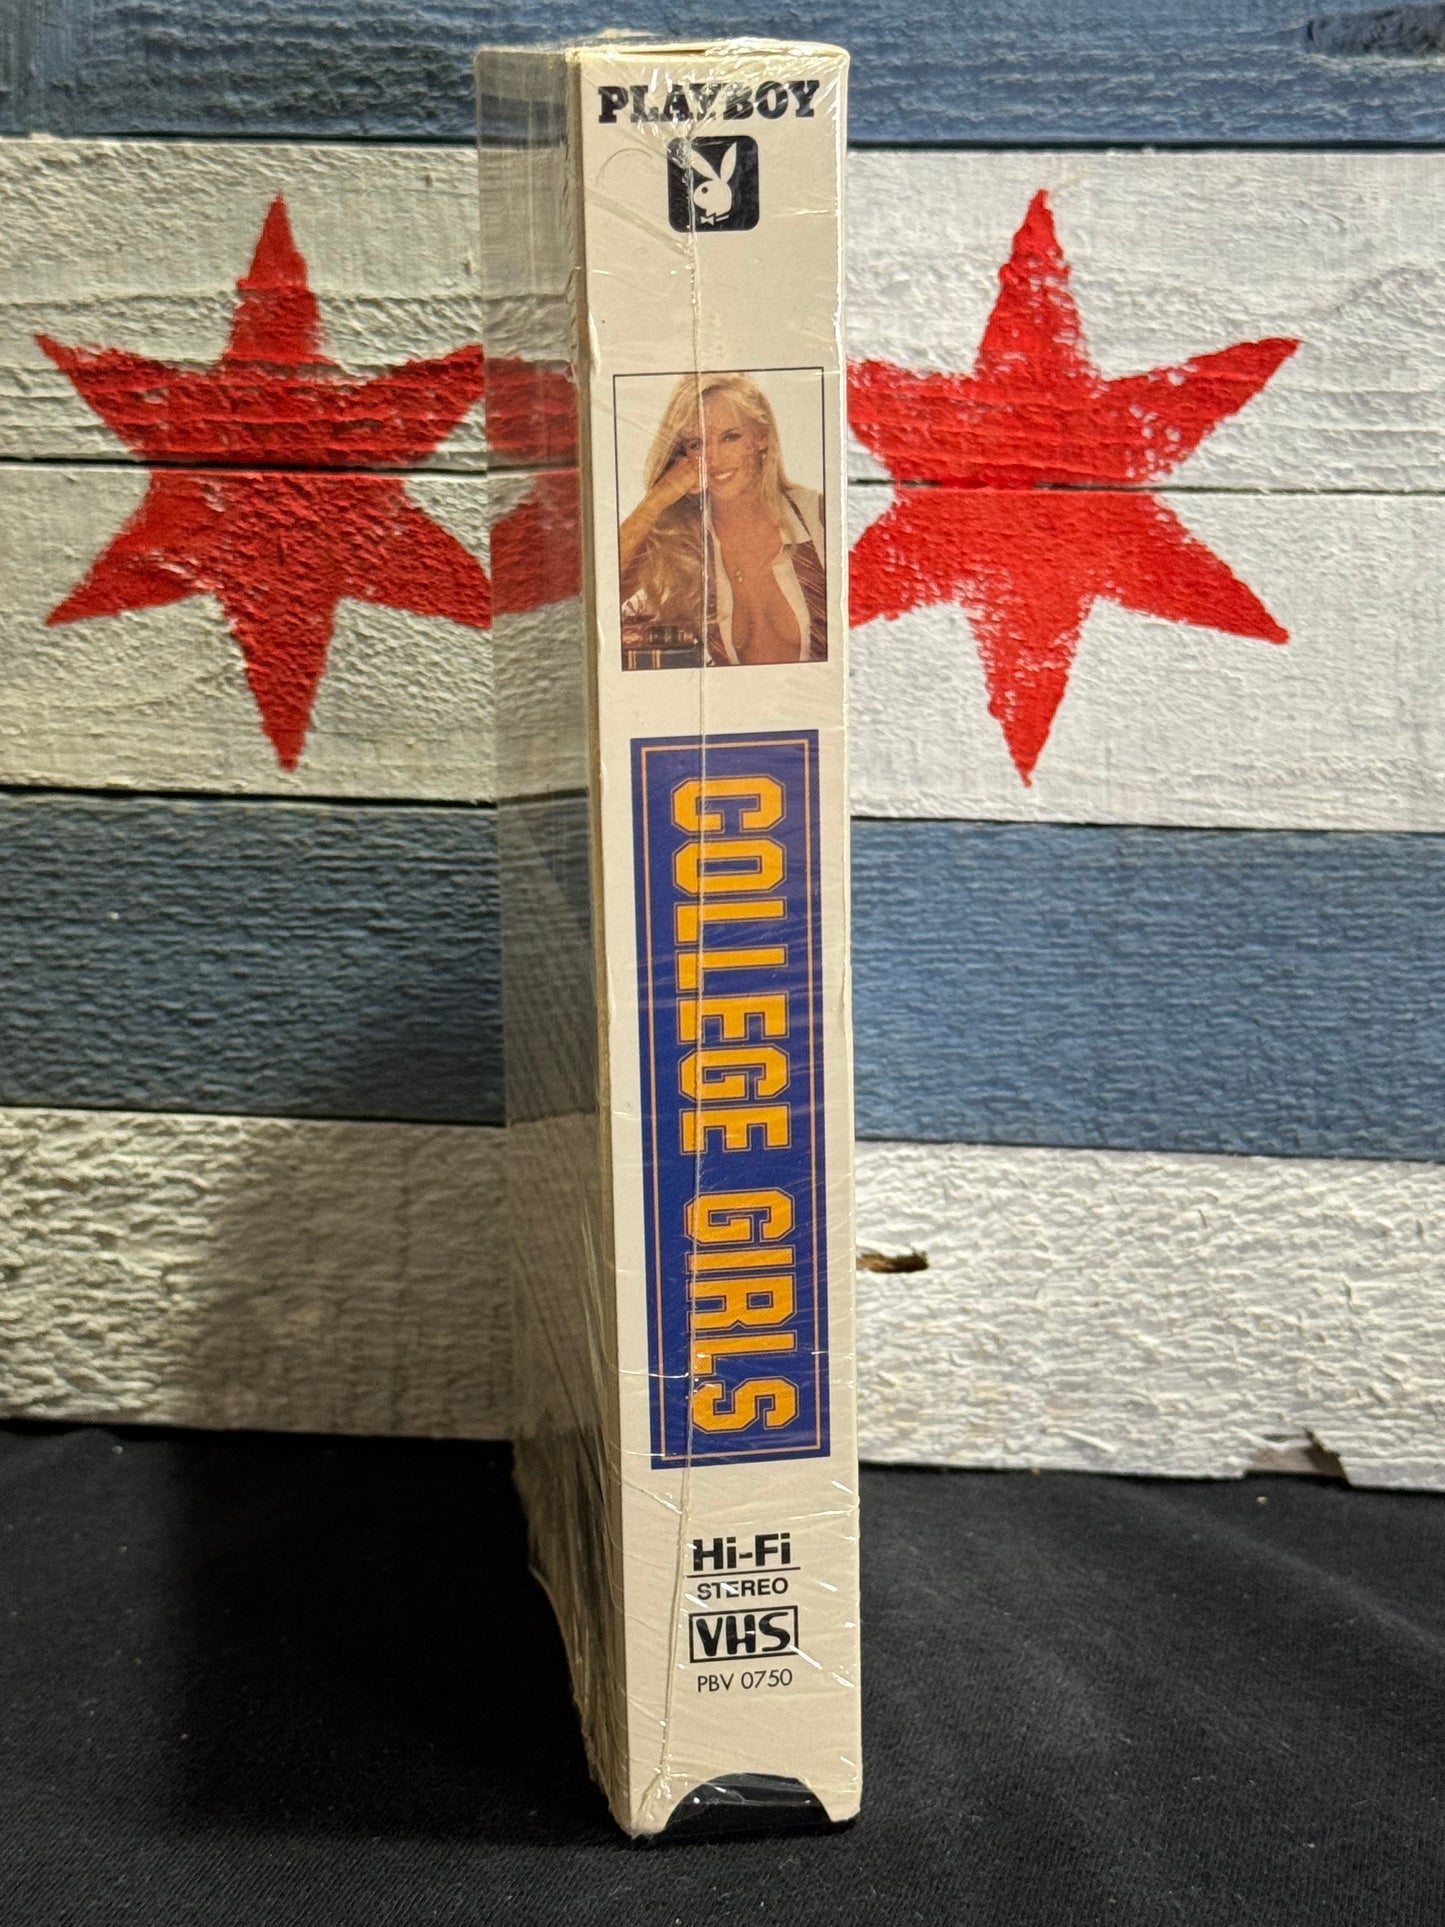 PLAYBOY
COLLEGE GIRLS
Hi-Fi
STEREO
VHS
PBV 0750